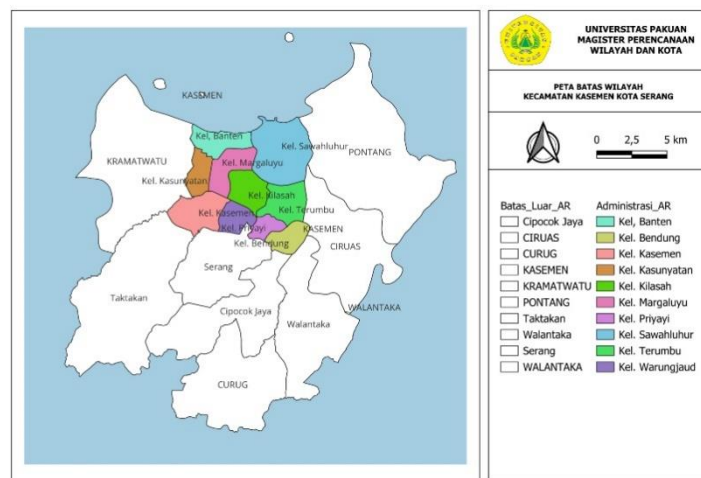 KASEMEN
Kel, Banten
Kel. Sawahluhur
KRAMATWATU
Kel. Margaluyu
PONTANG
Kel. Kasunyatan
Kel. Kilasah
Kel. Kasemen
Kel. Terumbu
Kel. Priyayi
KASEMEN
Kel. Bendung
CIRUAS
Serang
Taktakan
WALANTAKA
Cipocok Jaya
Walantaka
CURUG
UNIVERSITAS PAKUAN
MAGISTER PERENCANAAN
WILAYAH DAN KOTA
PETA BATAS WILAYAH
KECAMATAN KASEMEN KOTA SERANG
0 2,5 5 km
Batas_Luar_AR
Cipocok Jaya
CIRUAS
CURUG
KASEMEN
KRAMATWATU
PONTANG
Taktakan
Walantaka
Serang
WALANTAKA
Administrasi_AR
Kel, Banten
Kel. Bendung
Kel. Kasemen
Kel. Kasunyatan
Kel. Kilasah
Kel. Margaluyu
Kel. Priyayi
Kel. Sawahluhur
Kel. Terumbu
Kel. Warungjaud